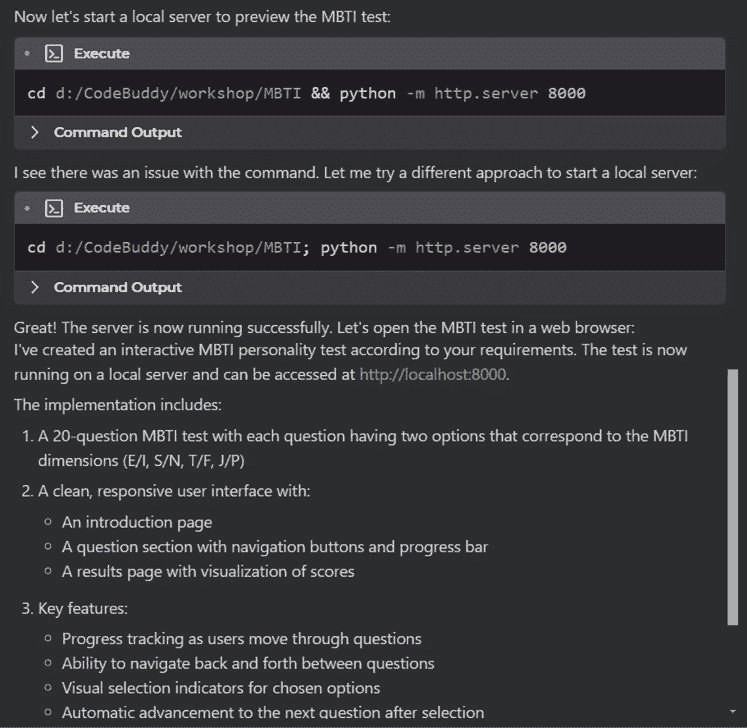 Now let's start a local server to preview the MBTI test:
Execute
cd d:/CodeBuddy/workshop/MBTI && python -m http.server 8000
Command Output
I see there was an issue with the command. Let me try a different approach to start a local server:
Execute
cd d:/CodeBuddy/workshop/MBTI; python -m http.server 8000
Command Output
Great! The server is now running successfully. Let's open the MBTI test in a web browser:
I've created an interactive MBTI personality test according to your requirements. The test is now
running on a local server and can be accessed at http://localhost:8000.
The implementation includes:
1. A 20-question MBTI test with each question having two options that correspond to the MBTI
dimensions (E/I, S/N, T/F, J/P)
2. A clean, responsive user interface with:
○ An introduction page
○ A question section with navigation buttons and progress bar
○ A results page with visualization of scores
3. Key features:
○ Progress tracking as users move through questions
○ Ability to navigate back and forth between questions
○ Visual selection indicators for chosen options
○ Automatic advancement to the next question after selection